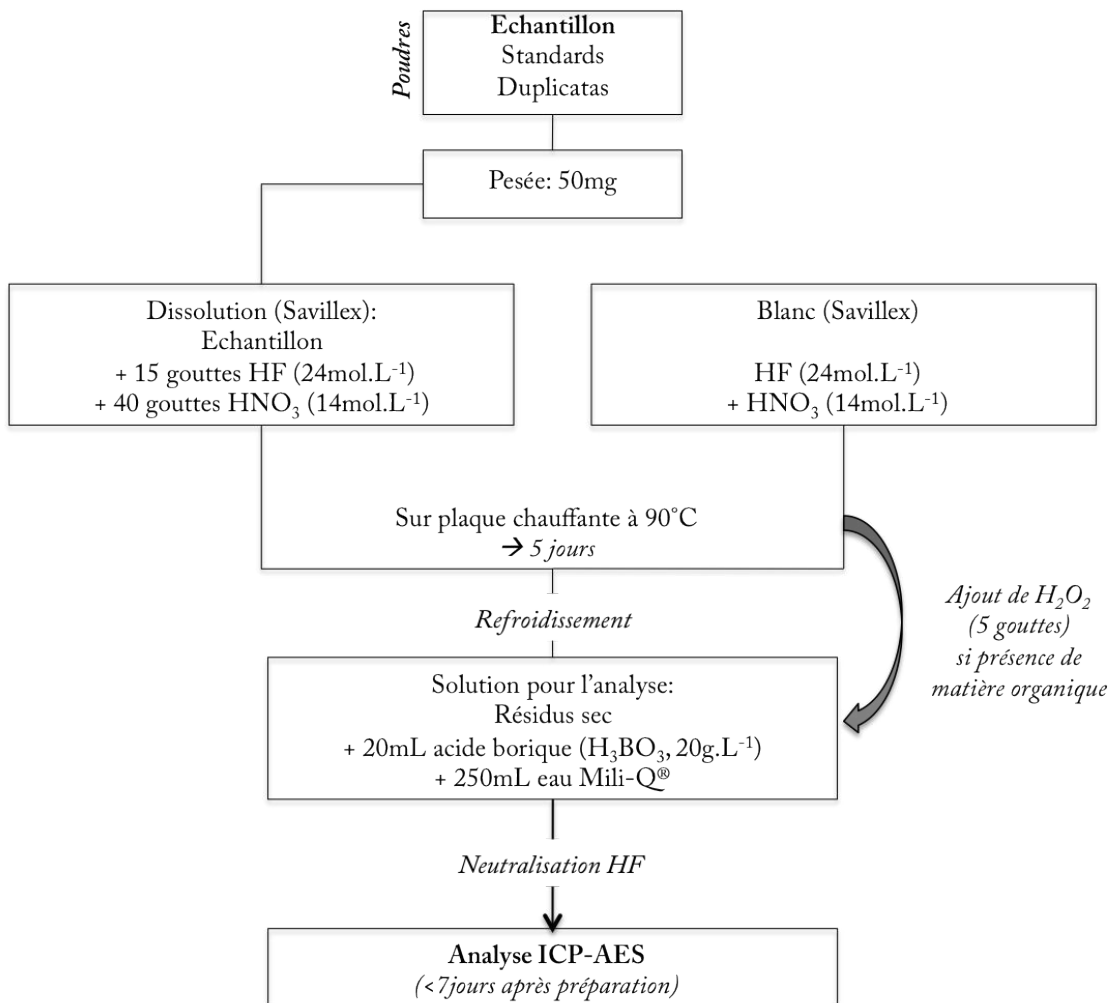 Poudres
Echantillon
Standards
Duplicatas
Pesée: 50mg
Dissolution (Savillex):
Echantillon
+ 15 gouttes HF (24mol.L⁻¹)
+ 40 gouttes HNO₃ (14mol.L⁻¹)
Blanc (Savillex)
HF (24mol.L⁻¹)
+ HNO₃ (14mol.L⁻¹)
Sur plaque chauffante à 90°C
→ 5 jours
Ajout de H₂O₂
(5 gouttes)
si présence de
matière organique
Refroidissement
Solution pour l’analyse:
Résidus sec
+ 20mL acide borique (H₃BO₃, 20g.L⁻¹)
+ 250mL eau Mili-Q®
Neutralisation HF
Analyse ICP-AES
(<7jours après préparation)